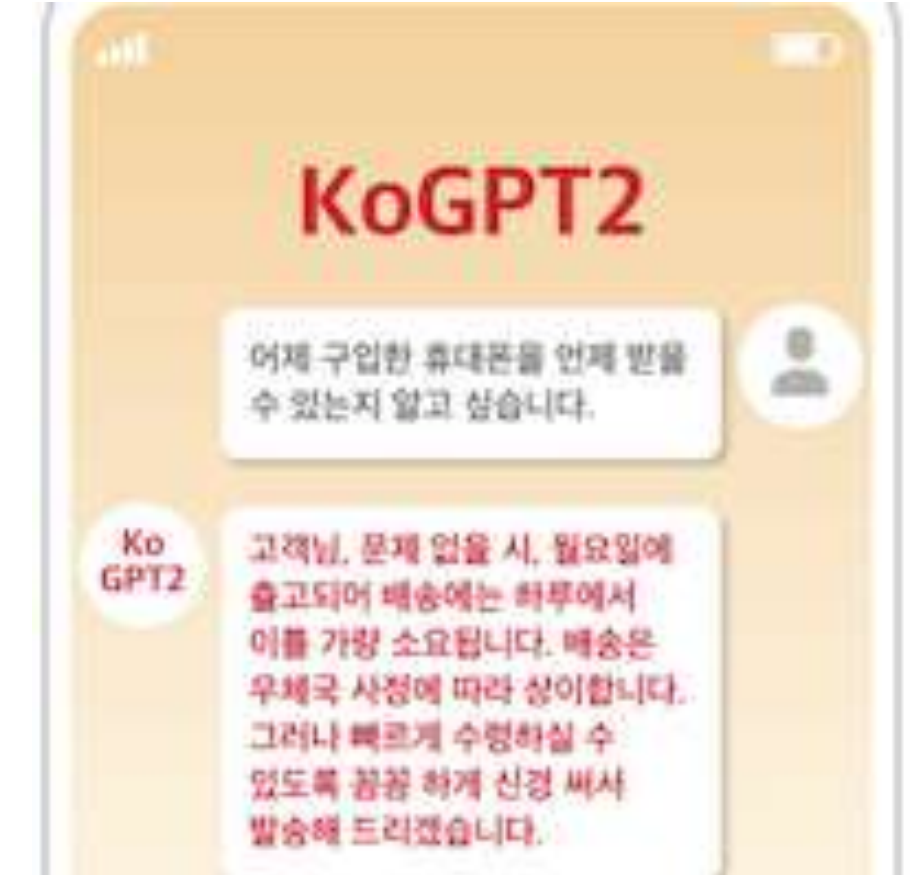 KoGPT2
어제 구입한 휴대폰을 언제 받을
수 있는지 알고 싶습니다.
Ko
GPT2
고객님, 문제 없을 시, 월요일에
출고되어 배송에는 하루에서
이틀 가량 소요됩니다. 배송은
우체국 사정에 따라 상이합니다.
그러나 빠르게 수령하실 수
있도록 꼼꼼 하게 신경 써서
발송해 드리겠습니다.